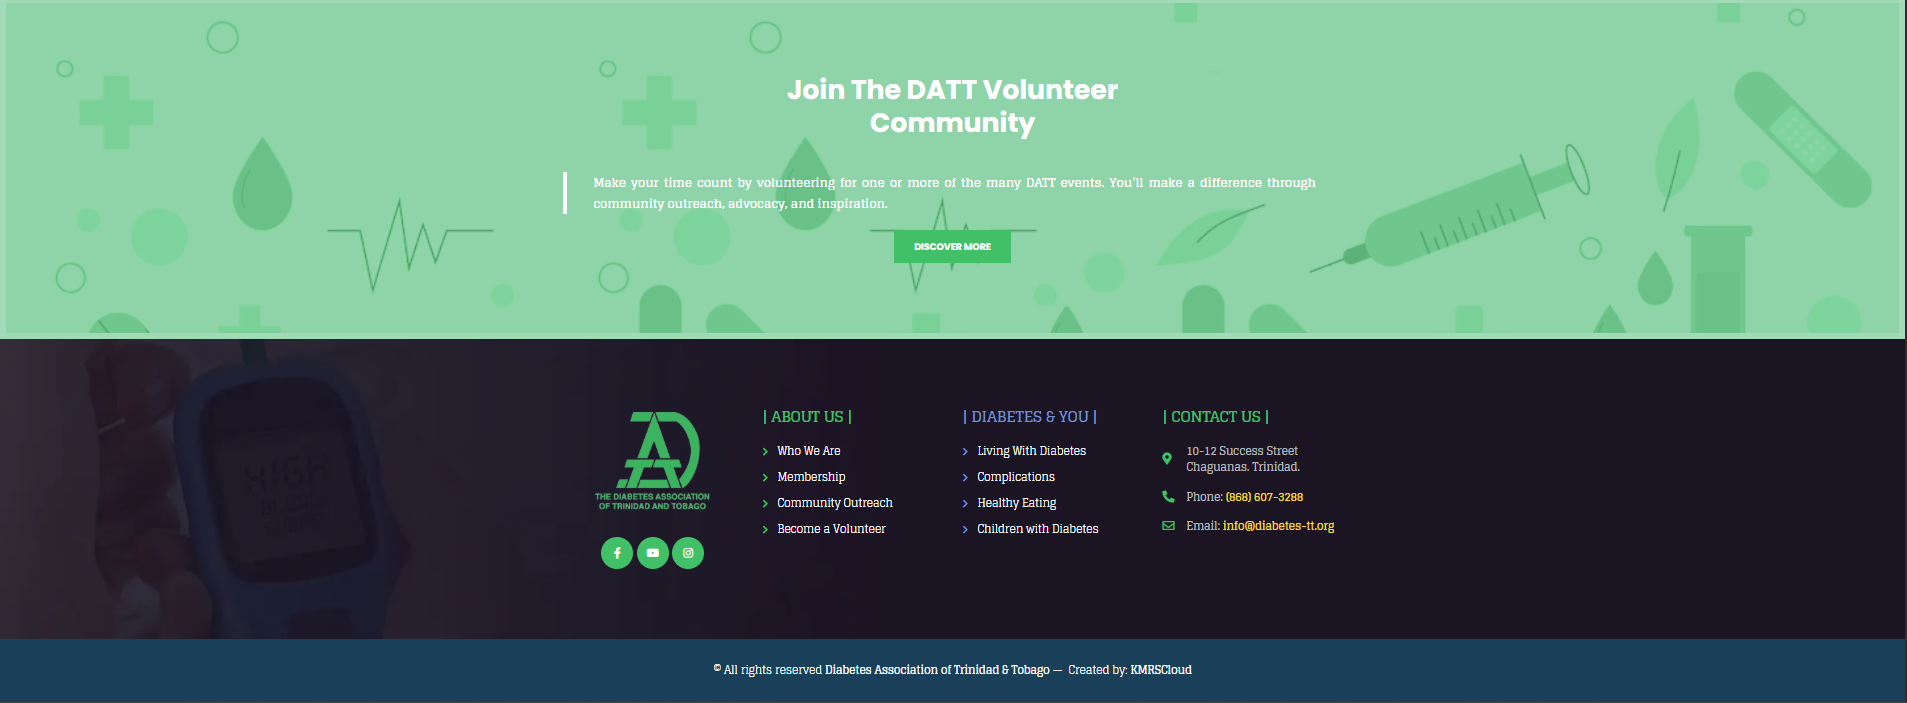 Join The DATT Volunteer
Community
Make your time count by volunteering for one or more of the many DATT events. You'll make a difference through
community outreach, advocacy, and inspiration.
DISCOVER MORE
THE DIABETES ASSOCIATION
OF TRINIDAD AND TOBAGO
| ABOUT US |
Who We Are
Membership
Community Outreach
Become a Volunteer
| DIABETES & YOU |
Living With Diabetes
Complications
Healthy Eating
Children with Diabetes
| CONTACT US |
10-12 Success Street
Chaguanas. Trinidad.
Phone: (868) 607-3288
Email: info@diabetes-tt.org
HIGH
BLOOD
SUGAR
© All rights reserved Diabetes Association of Trinidad & Tobago — Created by: KMRSCloud